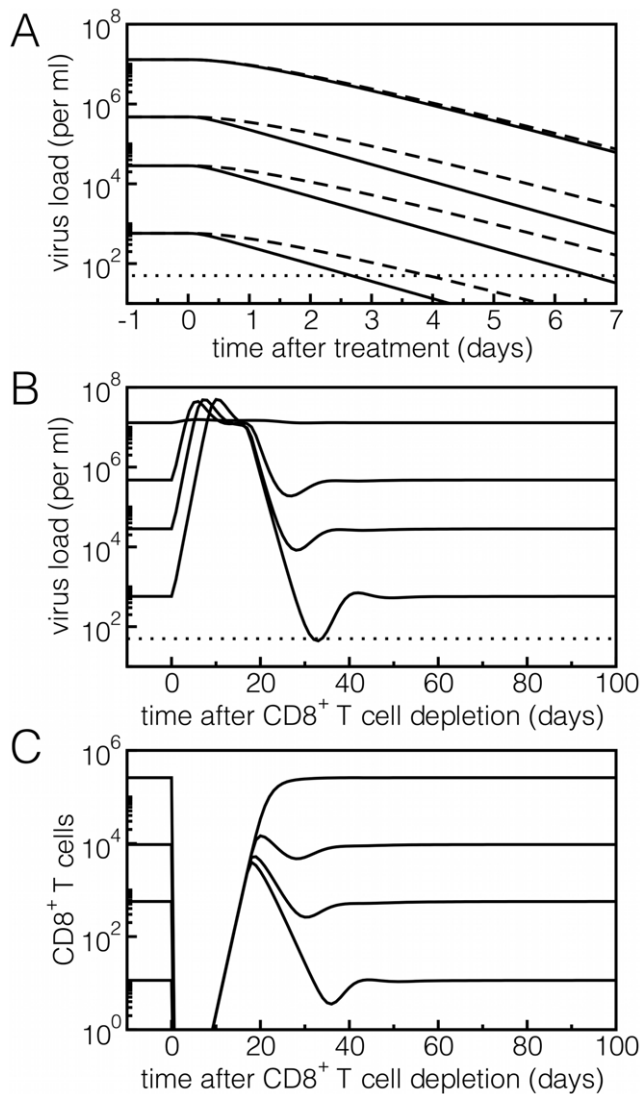 A
virus load (per ml)
10^8
10^6
10^4
10^2
-1 0 1 2 3 4 5 6 7
time after treatment (days)
B
virus load (per ml)
10^8
10^6
10^4
10^2
0 20 40 60 80 100
time after CD8^+ T cell depletion (days)
C
CD8^+ T cells
10^6
10^4
10^2
10^0
0 20 40 60 80 100
time after CD8^+ T cell depletion (days)